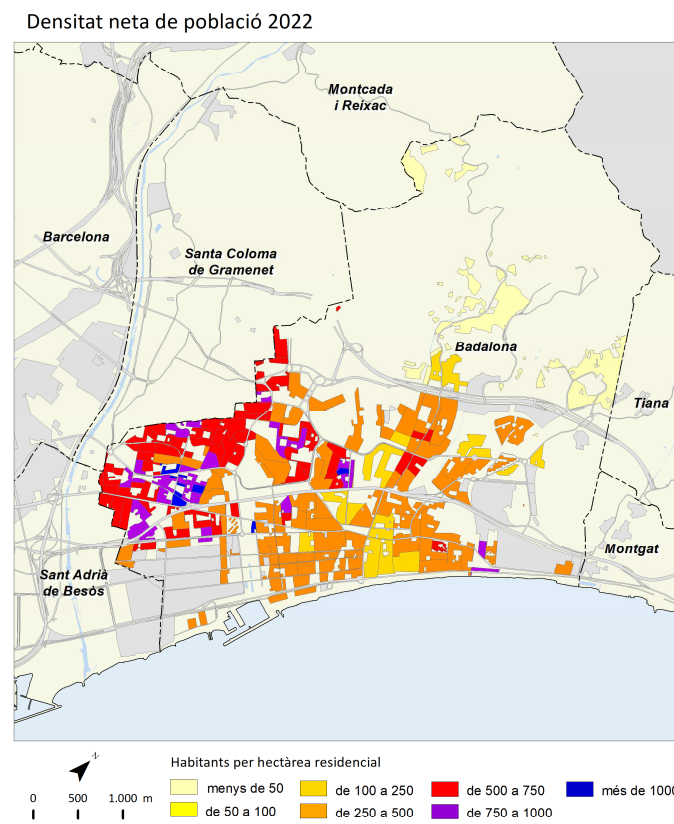 Densitat neta de població 2022
Montcada
i Reixac
Barcelona
Santa Coloma
de Gramenet
Badalona
Tiana
Montgat
Sant Adrià
de Besòs
Habitants per hectàrea residencial
N
menys de 50
de 100 a 250
de 500 a 750
més de 1000
0 500 1.000 m
de 50 a 100
de 250 a 500
de 750 a 1000